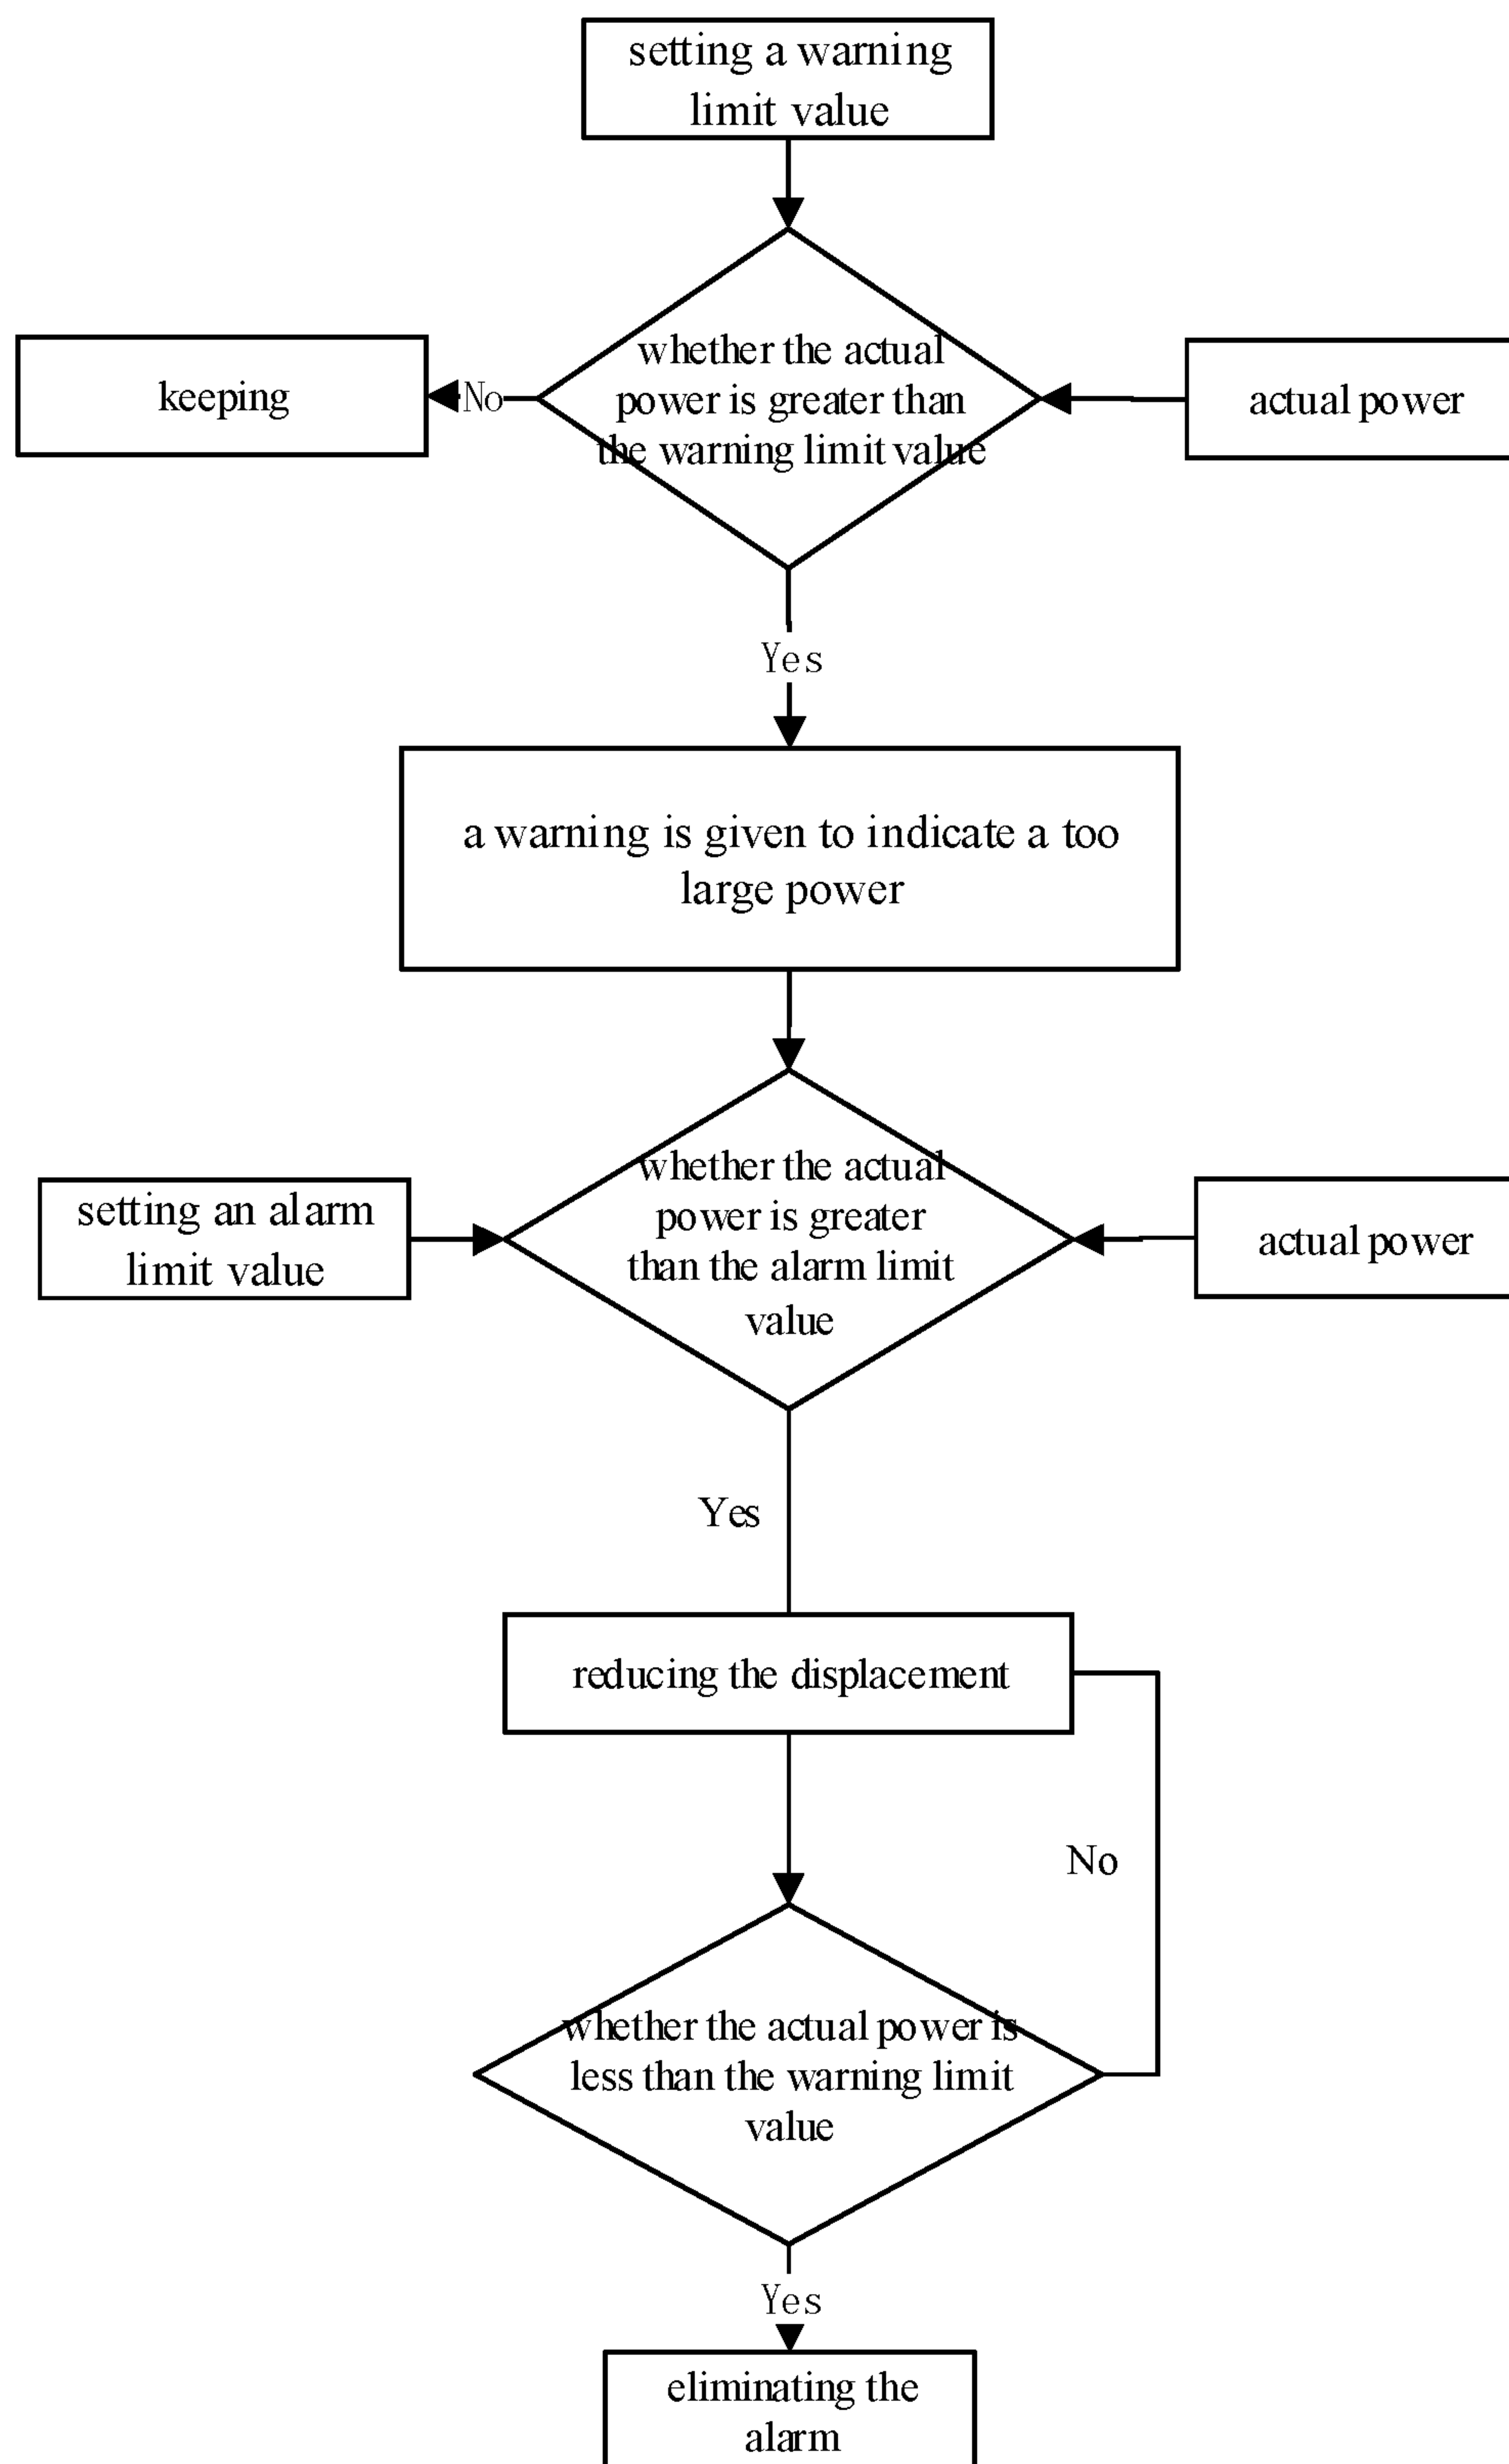 setting a warning
limit value
whether the actual
power is greater than
the warning limit value
No
keeping
actual power
Yes
a warning is given to indicate a too
large power
setting an alarm
limit value
whether the actual
power is greater
than the alarm limit
value
actual power
Yes
reducing the displacement
No
whether the actual power is
less than the warning limit
value
Yes
eliminating the
alarm